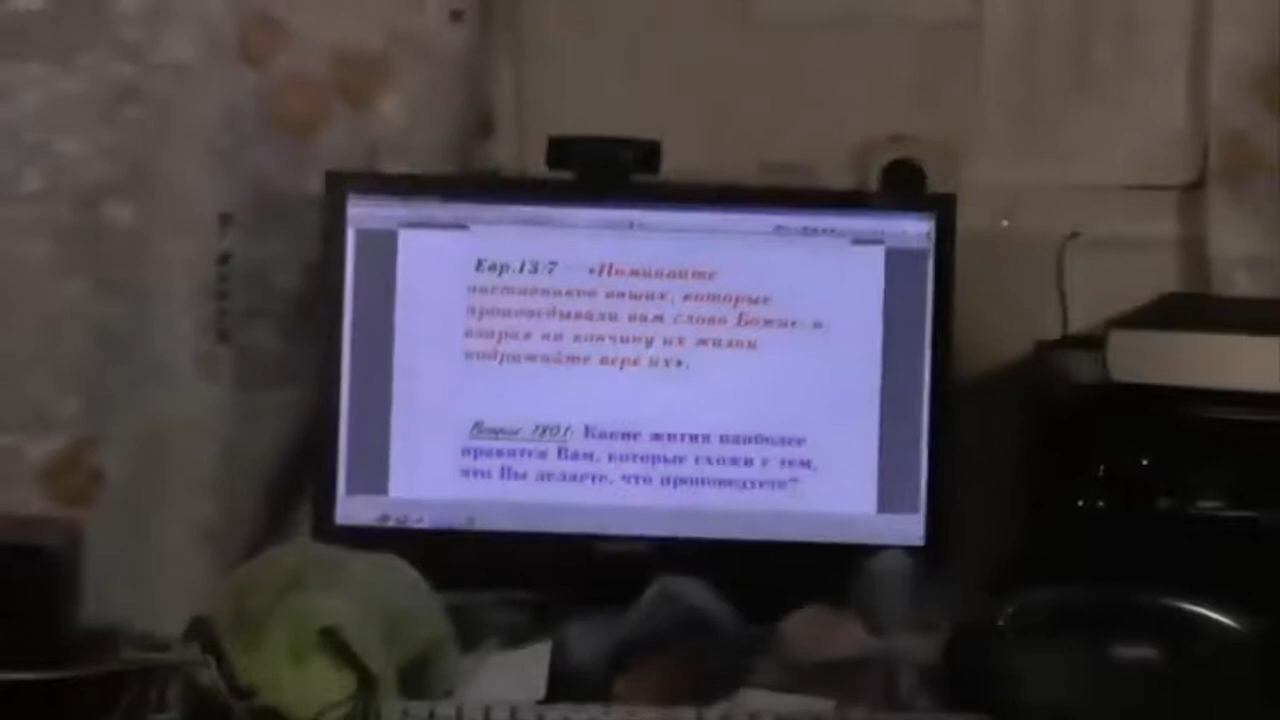 Евр.13:7 – «Поминайте
наставников ваших, которые
проповедывали вам слово Божие и,
взирая на кончину их жизни
подражайте вере их».
Вопрос 1801: Какие жития наиболее
нравятся Вам, которые схожи с тем,
что Вы делаете, что проповедуете?